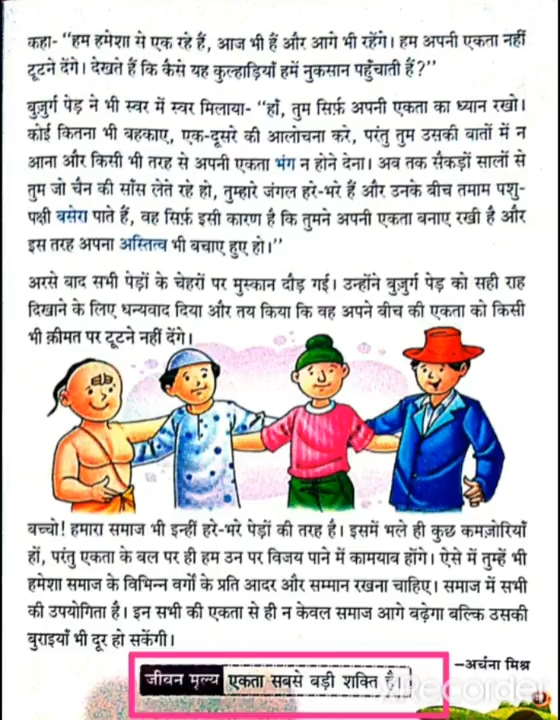 कहा- “हम हमेशा से एक रहे हैं, आज भी हैं और आगे भी रहेंगे। हम अपनी एकता नहीं
टूटने देंगे। देखते हैं कि कैसे यह कुल्हाड़ियाँ हमें नुकसान पहुँचाती हैं?”
बुज़ुर्ग पेड़ ने भी स्वर में स्वर मिलाया- “हाँ, तुम सिर्फ़ अपनी एकता का ध्यान रखो।
कोई कितना भी बहकाए, एक-दूसरे की आलोचना करे, परंतु तुम उसकी बातों में न
आना और किसी भी तरह से अपनी एकता भंग न होने देना। अब तक सैकड़ों सालों से
तुम जो चैन की साँस लेते रहे हो, तुम्हारे जंगल हरे-भरे हैं और उनके बीच तमाम पशु-
पक्षी बसेरा पाते हैं, वह सिर्फ़ इसी कारण है कि तुमने अपनी एकता बनाए रखी है और
इस तरह अपना अस्तित्व भी बचाए हुए हो।”
अरसे बाद सभी पेड़ों के चेहरों पर मुस्कान दौड़ गई। उन्होंने बुज़ुर्ग पेड़ को सही राह
दिखाने के लिए धन्यवाद दिया और तय किया कि वह अपने बीच की एकता को किसी
भी क़ीमत पर टूटने नहीं देंगे।
बच्चो! हमारा समाज भी इन्हीं हरे-भरे पेड़ों की तरह है। इसमें भले ही कुछ कमज़ोरियाँ
हों, परंतु एकता के बल पर ही हम उन पर विजय पाने में कामयाब होंगे। ऐसे में तुम्हें भी
हमेशा समाज के विभिन्न वर्गों के प्रति आदर और सम्मान रखना चाहिए। समाज में सभी
की उपयोगिता है। इन सभी की एकता से ही न केवल समाज आगे बढ़ेगा बल्कि उसकी
बुराइयाँ भी दूर हो सकेंगी।
–अर्चना मिश्र
जीवन मूल्य एकता सबसे बड़ी शक्ति है।